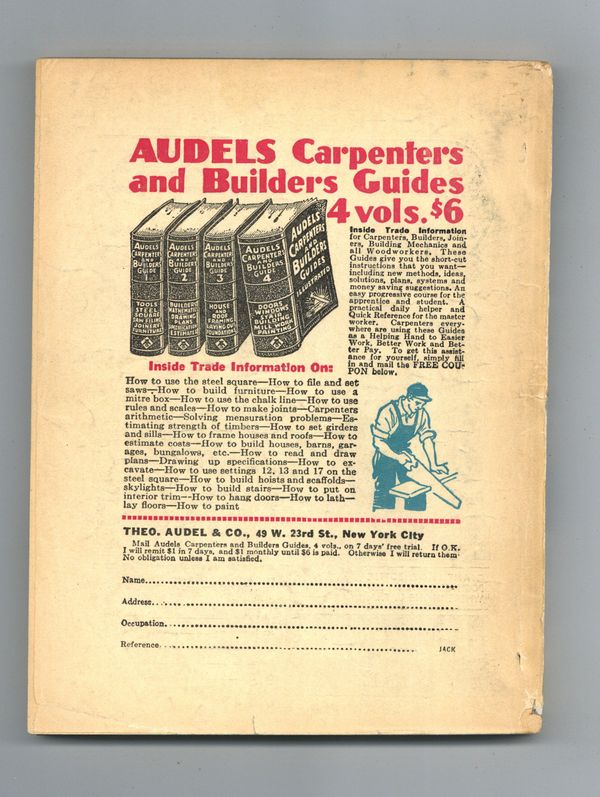 AUDELS Carpenters
and Builders Guides
4 vols. $6
AUDELS
CARPENTERS
AND
BUILDERS
GUIDE
1
TOOLS
STEEL
SQUARE
SAW FILING
JOINERY
FURNITURE
AUDELS
CARPENTERS
AND
BUILDERS
GUIDE
2
BUILDERS
MATHEMATICS
DRAWING
PLANS
SPECIFICATIONS
ESTIMATES
AUDELS
CARPENTERS
AND
BUILDERS
GUIDE
3
HOUSE
AND
ROOF
FRAMING
LAYING OUT
FOUNDATIONS
AUDELS
CARPENTERS
AND
BUILDERS
GUIDE
4
DOORS
WINDOWS
STAIR
BUILDING
MILL WORK
PAINTING
AUDELS
CARPENTERS
AND
BUILDERS
GUIDES
ILLUSTRATED
Inside Trade Information
for Carpenters, Builders, Join-
ers, Building Mechanics and
all Woodworkers. These
Guides give you the short-cut
instructions that you want—
including new methods, ideas,
solutions, plans, systems and
money saving suggestions. An
easy progressive course for the
apprentice and student. A
practical daily helper and
Quick Reference for the master
worker. Carpenters every-
where are using these Guides
as a Helping Hand to Easier
Work, Better Work and Bet-
ter Pay. To get this assist-
ance for yourself, simply fill
in and mail the FREE COU-
PON below.
Inside Trade Information On:
How to use the steel square—How to file and set
saws—How to build furniture—How to use a
mitre box—How to use the chalk line—How to use
rules and scales—How to make joints—Carpenters
arithmetic—Solving mensuration problems—Es-
timating strength of timbers—How to set girders
and sills—How to frame houses and roofs—How to
estimate costs—How to build houses, barns, gar-
ages, bungalows, etc.—How to read and draw
plans—Drawing up specifications—How to ex-
cavate—How to use settings 12, 13 and 17 on the
steel square—How to build hoists and scaffolds—
skylights—How to build stairs—How to put on
interior trim—How to hang doors—How to lath—
lay floors—How to paint
THEO. AUDEL & CO., 49 W. 23rd St., New York City
Mail Audels Carpenters and Builders Guides, 4 vols., on 7 days' free trial. If O.K.
I will remit $1 in 7 days, and $1 monthly until $6 is paid. Otherwise I will return them.
No obligation unless I am satisfied.
Name
Address
Occupation
Reference
JACK